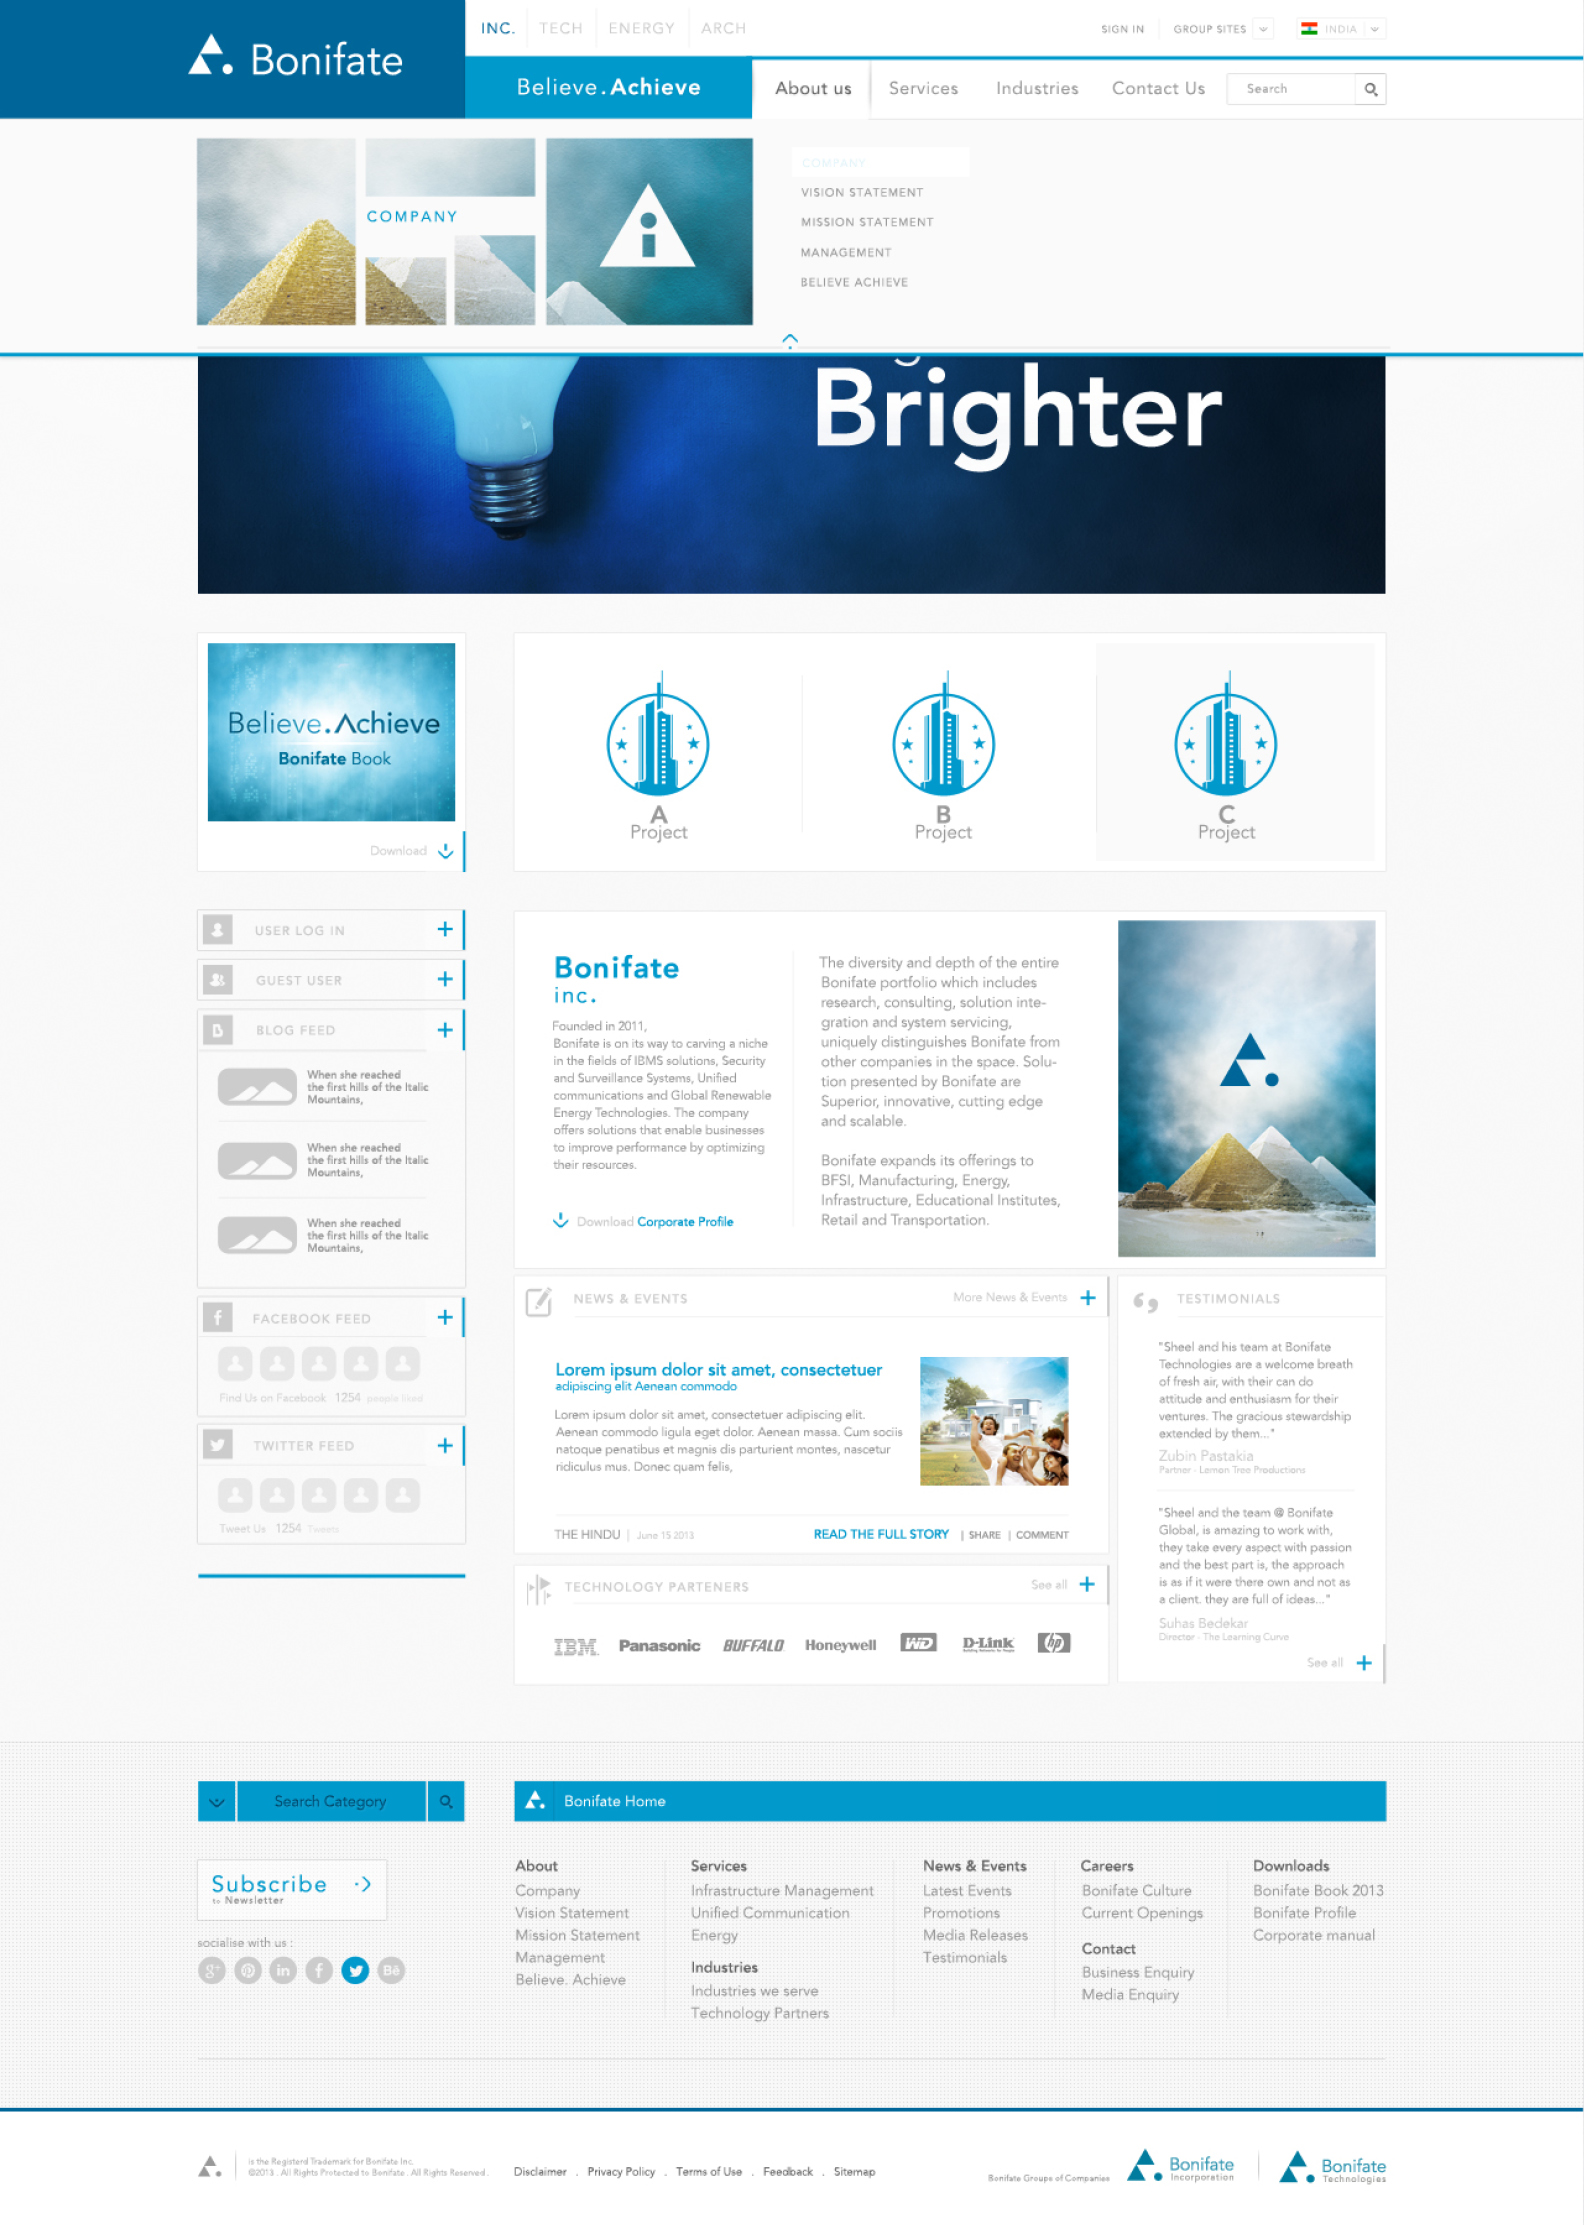 Bonifate
INC. TECH ENERGY ARCH
SIGN IN GROUP SITES INDIA
Believe.Achieve About us Services Industries Contact Us Search
COMPANY
COMPANY
VISION STATEMENT
MISSION STATEMENT
MANAGEMENT
BELIEVE ACHIEVE
Brighter
Believe.Achieve
Bonifate Book
Download
A
Project
B
Project
C
Project
USER LOG IN
GUEST USER
BLOG FEED
When she reached
the first hills of the Italic
Mountains,
When she reached
the first hills of the Italic
Mountains,
When she reached
the first hills of the Italic
Mountains,
FACEBOOK FEED
Find Us on Facebook 1254 people liked
TWITTER FEED
Tweet Us 1254 Tweets
Bonifate
inc.
Founded in 2011,
Bonifate is on its way to carving a niche
in the fields of IBMS solutions, Security
and Surveillance Systems, Unified
communications and Global Renewable
Energy Technologies. The company
offers solutions that enable businesses
to improve performance by optimizing
their resources.
Download Corporate Profile
The diversity and depth of the entire
Bonifate portfolio which includes
research, consulting, solution inte-
gration and system servicing,
uniquely distinguishes Bonifate from
other companies in the space. Solu-
tion presented by Bonifate are
Superior, innovative, cutting edge
and scalable.
Bonifate expands its offerings to
BFSI, Manufacturing, Energy,
Infrastructure, Educational Institutes,
Retail and Transportation.
NEWS & EVENTS More News & Events
Lorem ipsum dolor sit amet, consectetuer
adipiscing elit Aenean commodo
Lorem ipsum dolor sit amet, consectetuer adipiscing elit.
Aenean commodo ligula eget dolor. Aenean massa. Cum sociis
natoque penatibus et magnis dis parturient montes, nascetur
ridiculus mus. Donec quam felis,
THE HINDU | June 15 2013 READ THE FULL STORY | SHARE | COMMENT
TECHNOLOGY PARTENERS See all
IBM. Panasonic BUFFALO Honeywell WD D-Link hp
Building Networks for People
TESTIMONIALS
"Sheel and his team at Bonifate
Technologies are a welcome breath
of fresh air, with their can do
attitude and enthusiasm for their
ventures. The gracious stewardship
extended by them..."
Zubin Pastakia
Partner - Lemon Tree Productions
"Sheel and the team @ Bonifate
Global, is amazing to work with,
they take every aspect with passion
and the best part is, the approach
is as if it were there own and not as
a client. they are full of ideas..."
Suhas Bedekar
Director - The Learning Curve
See all
Search Category
Bonifate Home
Subscribe
to Newsletter
socialise with us :
g+ in f Bē
About
Company
Vision Statement
Mission Statement
Management
Believe. Achieve
Services
Infrastructure Management
Unified Communication
Energy
Industries
Industries we serve
Technology Partners
News & Events
Latest Events
Promotions
Media Releases
Testimonials
Careers
Bonifate Culture
Current Openings
Contact
Business Enquiry
Media Enquiry
Downloads
Bonifate Book 2013
Bonifate Profile
Corporate manual
is the Registerd Trademark for Bonifate Inc.
©2013 . All Rights Protected to Bonifate . All Rights Reserved .
Disclaimer . Privacy Policy . Terms of Use . Feedback . Sitemap
Bonifate Groups of Companies
Bonifate
Incorporation
Bonifate
Technologies